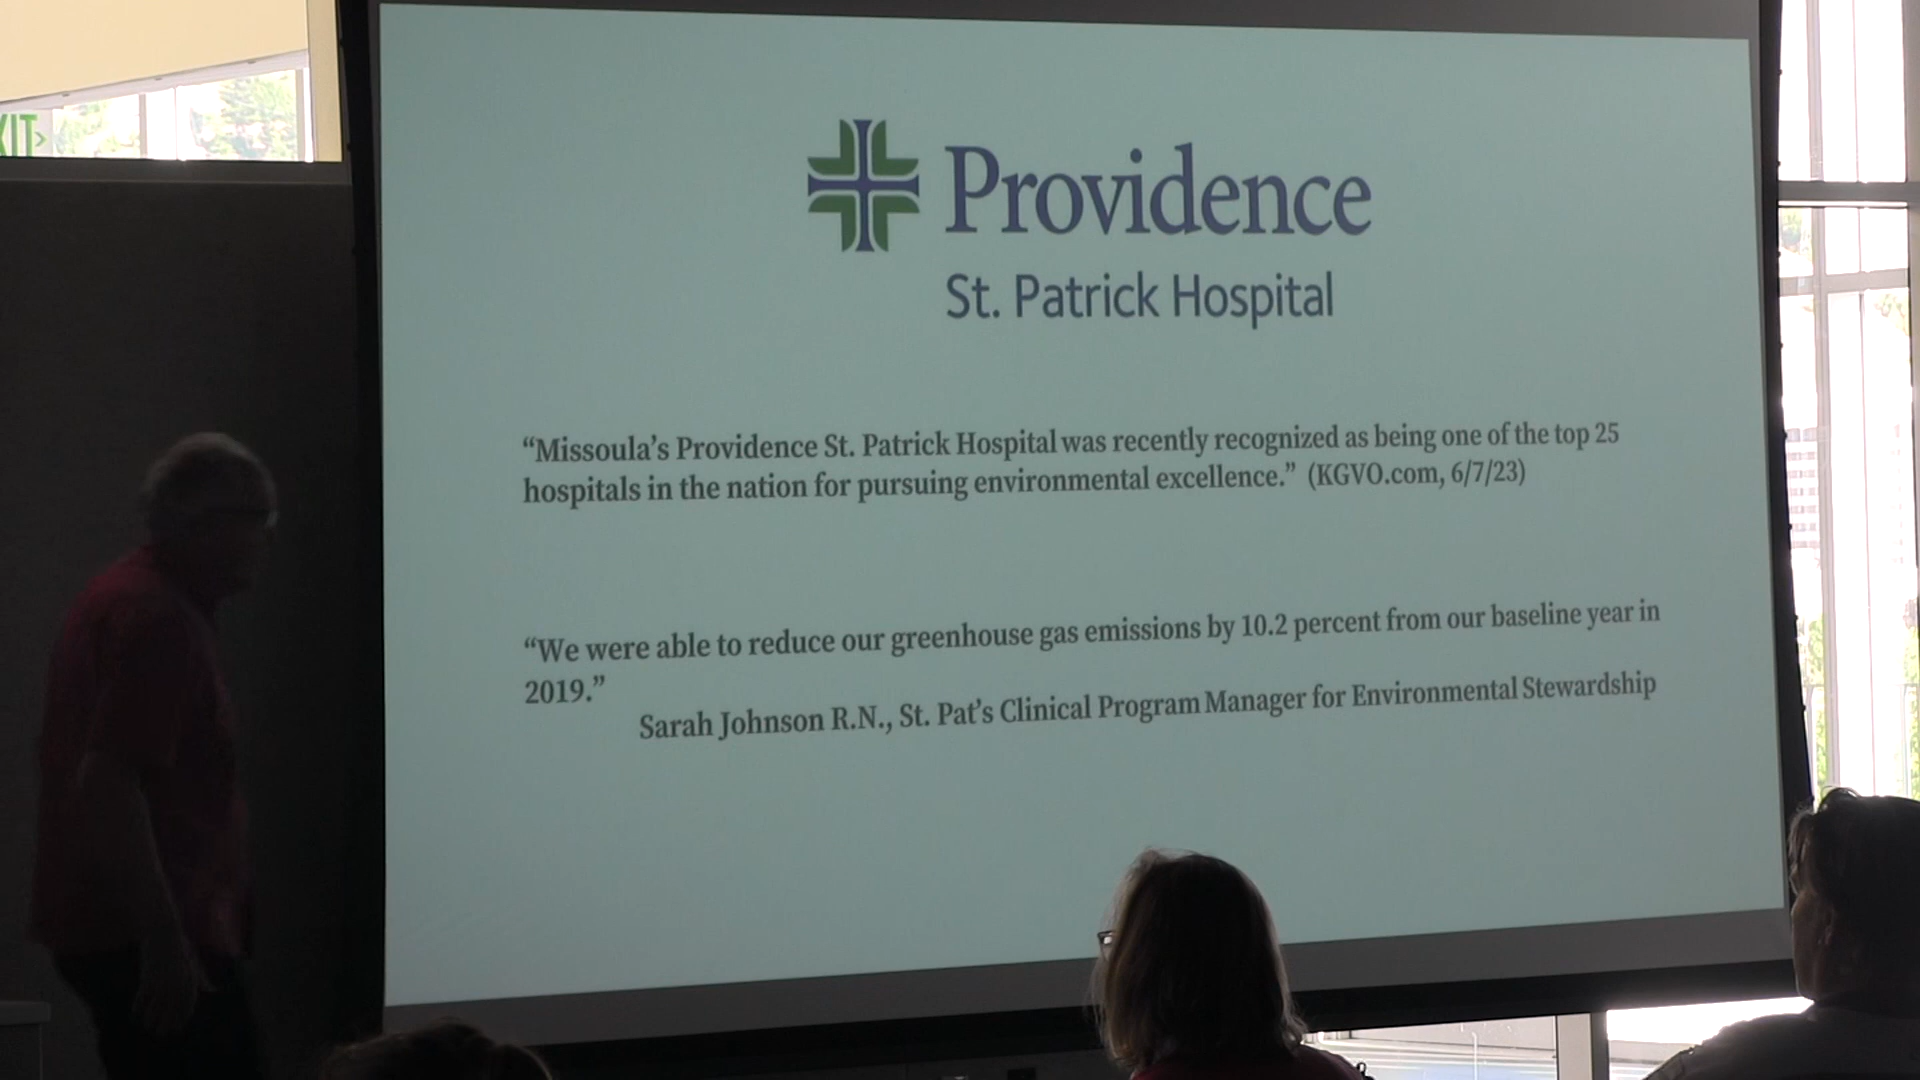 XIT>
Providence
St. Patrick Hospital
“Missoula’s Providence St. Patrick Hospital was recently recognized as being one of the top 25
hospitals in the nation for pursuing environmental excellence.” (KGVO.com, 6/7/23)
“We were able to reduce our greenhouse gas emissions by 10.2 percent from our baseline year in
2019.”
Sarah Johnson R.N., St. Pat’s Clinical Program Manager for Environmental Stewardship